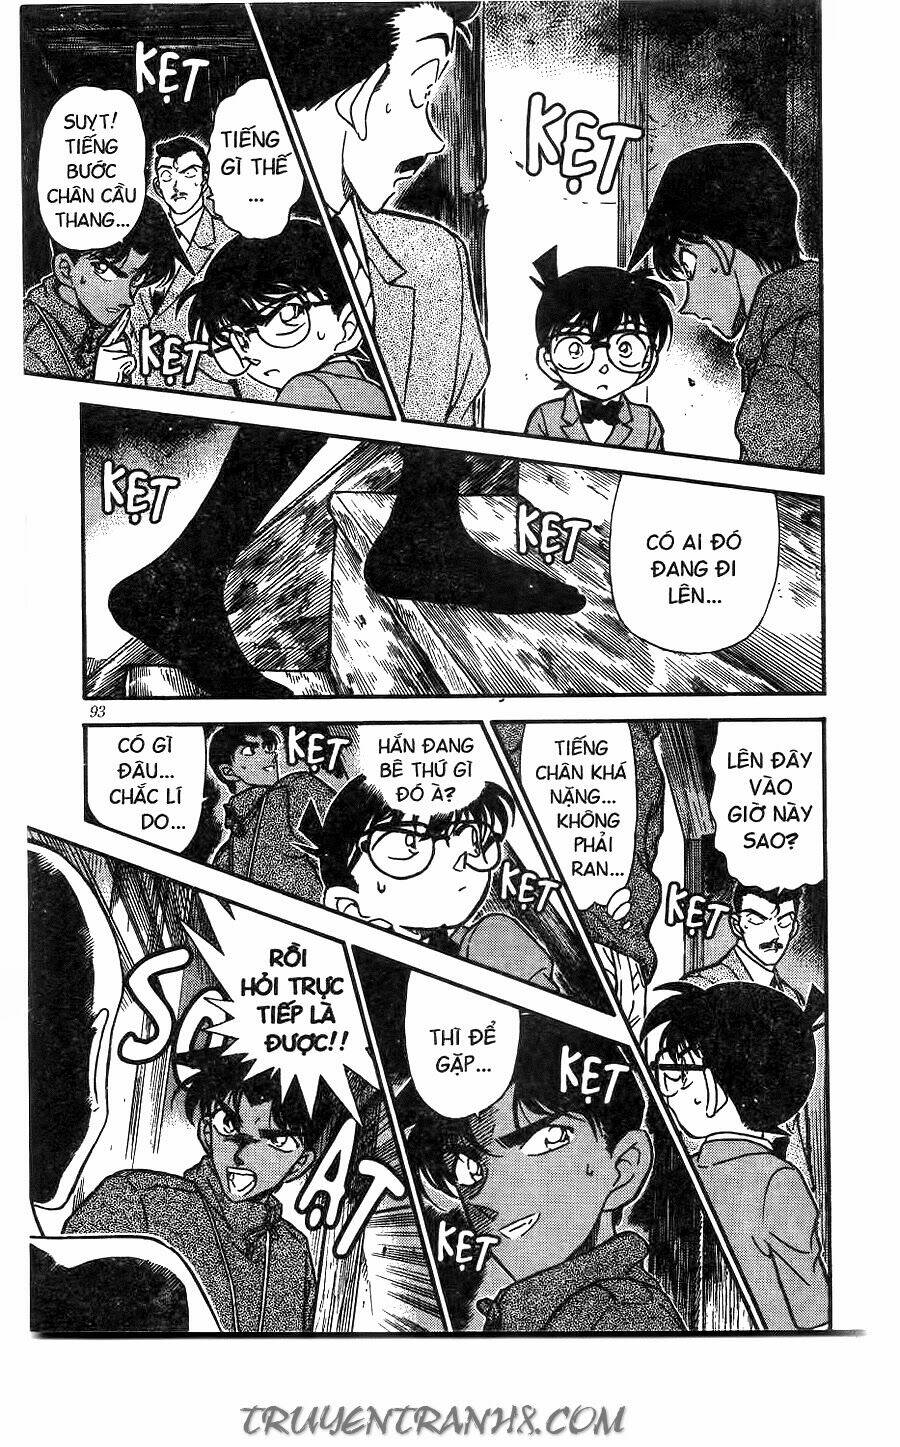 KẸT
TIẾNG
GÌ THẾ
...
KẸT
SUỴT!
TIẾNG
BƯỚC
CHÂN CẦU
THANG...
KẸT
CÓ AI ĐÓ
ĐANG ĐI
LÊN...
KẸT
KẸT
93
LÊN ĐÂY
VÀO
GIỜ NÀY
SAO?
TIẾNG
CHÂN KHÁ
NẶNG...
KHÔNG
PHẢI
RAN...
KẸT
HẮN ĐANG
BÊ THỨ GÌ
ĐÓ À?
KẸT
CÓ GÌ
ĐÂU...
CHẮC LÍ
DO...
KẸT
THÌ ĐỂ
GẶP...
KẸT
KẸT
RỒI
HỎI TRỰC
TIẾP LÀ
ĐƯỢC!!
SOẠT
TRUYENTRANH8.COM